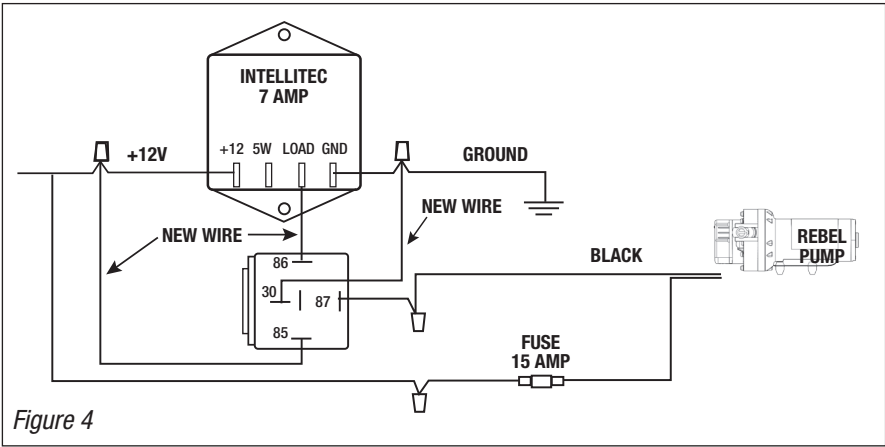 INTELLITEC
7 AMP
+12V
+12 5W LOAD GND
GROUND
NEW WIRE
NEW WIRE
86
30
87
85
BLACK
REBEL
PUMP
FUSE
15 AMP
Figure 4